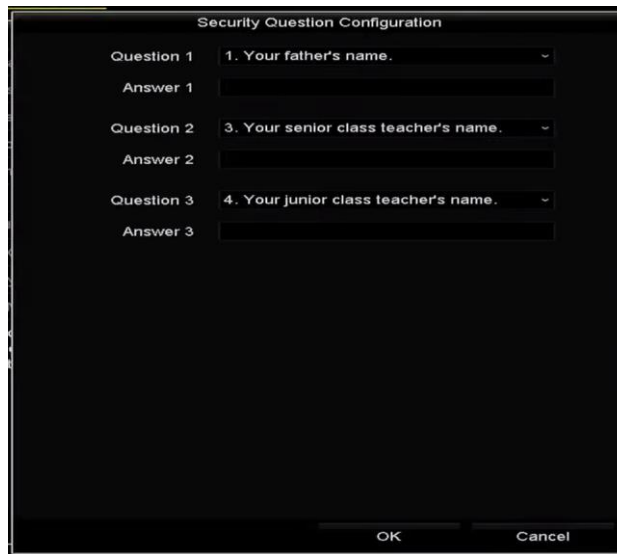 Security Question Configuration
Question 1 1. Your father's name.
Answer 1
Question 2 3. Your senior class teacher's name.
Answer 2
Question 3 4. Your junior class teacher's name.
Answer 3
OK Cancel